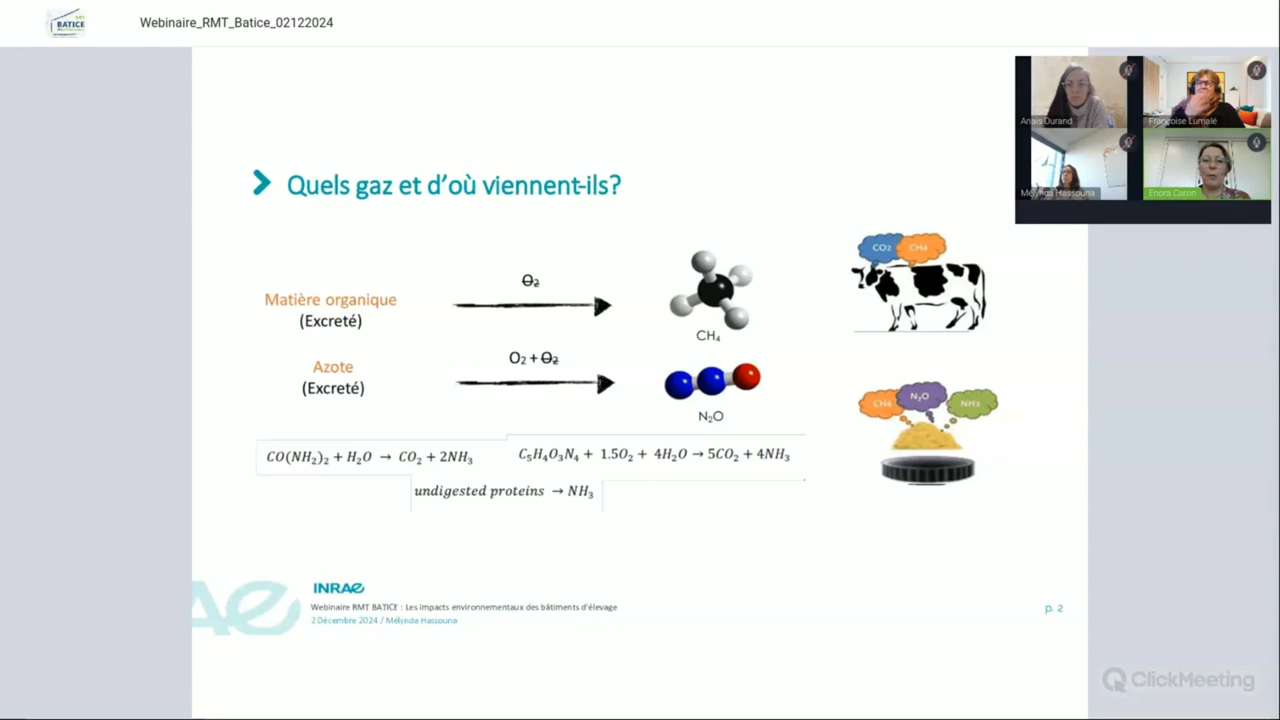 BATICE
Webinaire_RMT_Batice_02122024
Anaïs Durand
Françoise Lumalé
Mélynda Hassouna
Enora Caron
Quels gaz et d'où viennent-ils?
CO2 CH4
Matière organique
(Excreté)
O₂
CH₄
Azote
(Excreté)
O₂ + O₂
N₂O
CH4 N₂O NH3
CO(NH₂)₂ + H₂O → CO₂ + 2NH₃
C₅H₄O₃N₄ + 1.5O₂ + 4H₂O → 5CO₂ + 4NH₃
undigested proteins → NH₃
INRAE
Webinaire RMT BATICE : Les impacts environnementaux des bâtiments d'élevage
2 Décembre 2024 / Mélynda Hassouna
p. 2
ClickMeeting